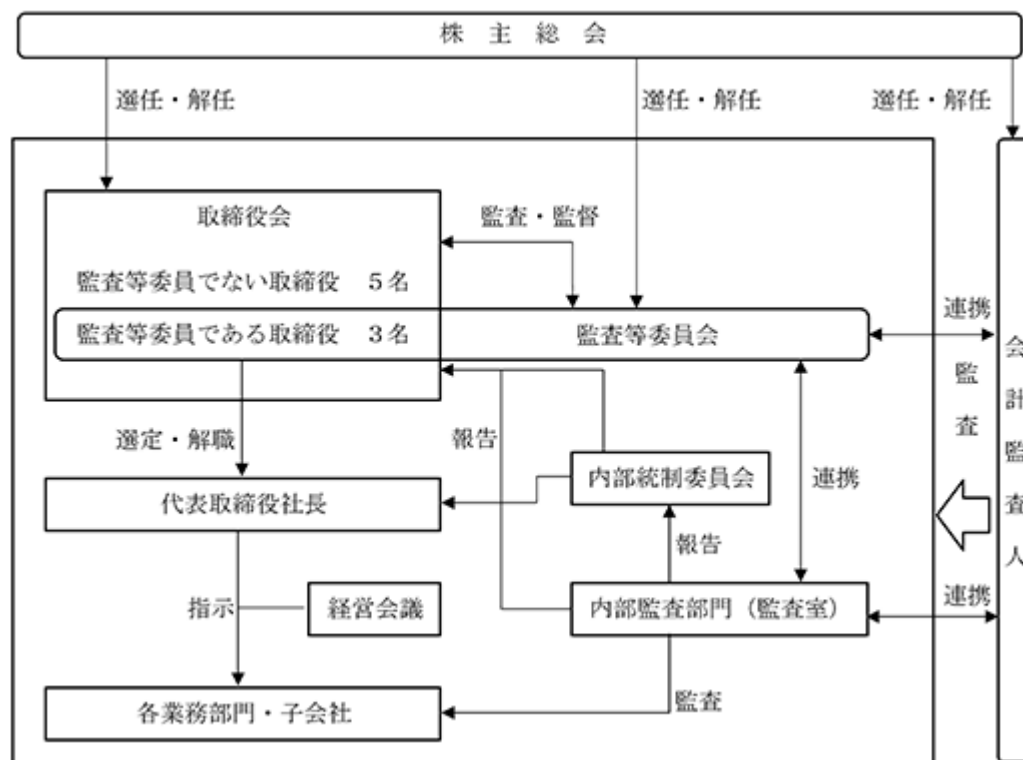 株主総会
選任・解任
選任・解任
選任・解任
取締役会
監査・監督
監査等委員でない取締役 5名
監査等委員である取締役 3名
監査等委員会
連携
監査
会計監査人
選定・解職
報告
内部統制委員会
連携
代表取締役社長
報告
指示
経営会議
内部監査部門(監査室)
連携
各業務部門・子会社
監査